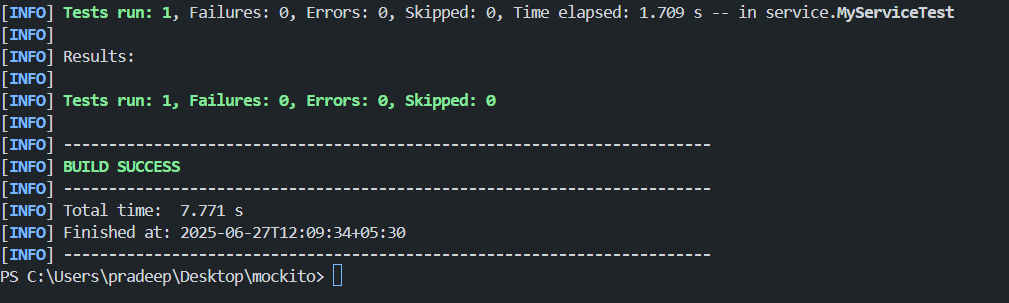 [INFO] Tests run: 1, Failures: 0, Errors: 0, Skipped: 0, Time elapsed: 1.709 s -- in service.MyServiceTest
[INFO]
[INFO] Results:
[INFO]
[INFO] Tests run: 1, Failures: 0, Errors: 0, Skipped: 0
[INFO]
[INFO] ------------------------------------------------------------------------
[INFO] BUILD SUCCESS
[INFO] ------------------------------------------------------------------------
[INFO] Total time:  7.771 s
[INFO] Finished at: 2025-06-27T12:09:34+05:30
[INFO] ------------------------------------------------------------------------
PS C:\Users\pradeep\Desktop\mockito>